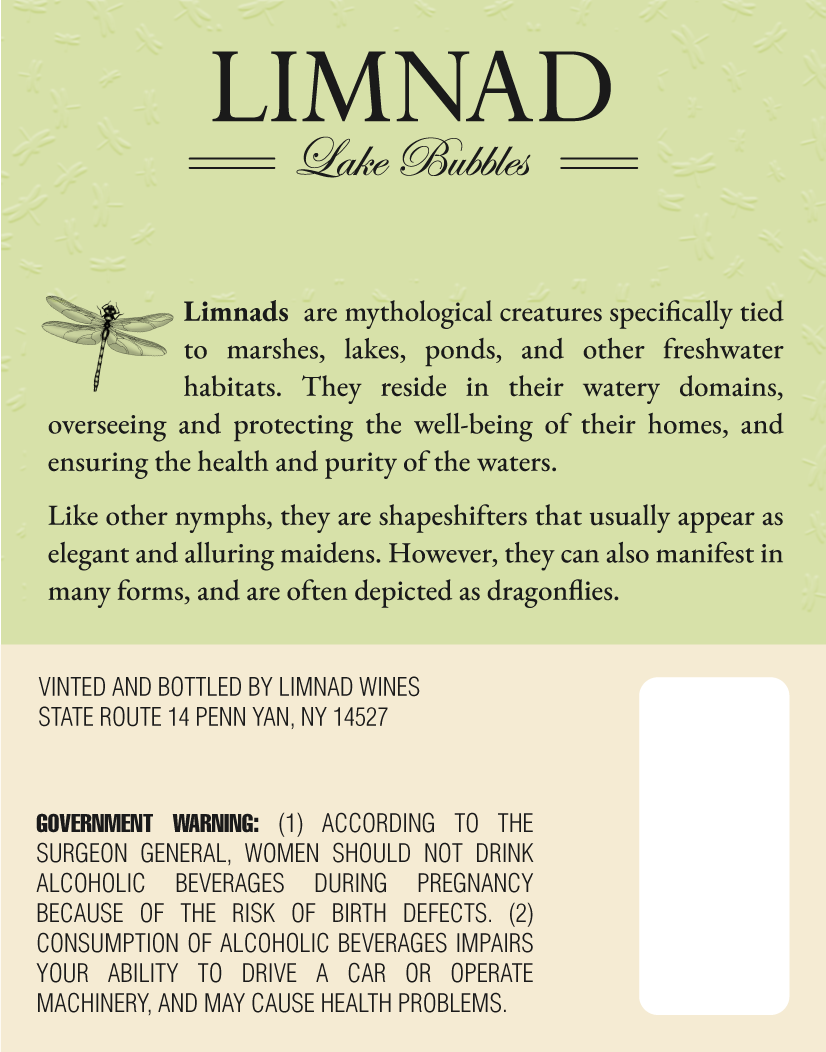 LIMNAD
Lake Bubbles
Limnads are mythological creatures specifically tied
to marshes, lakes, ponds, and other freshwater
habitats. They reside in their watery domains,
overseeing and protecting the well-being of their homes, and
ensuring the health and purity of the waters.
Like other nymphs, they are shapeshifters that usually appear as
elegant and alluring maidens. However, they can also manifest in
many forms, and are often depicted as dragonflies.
VINTED AND BOTTLED BY LIMNAD WINES
STATE ROUTE 14 PENN YAN, NY 14527
GOVERNMENT WARNING: (1) ACCORDING TO THE
SURGEON GENERAL, WOMEN SHOULD NOT DRINK
ALCOHOLIC BEVERAGES DURING PREGNANCY
BECAUSE OF THE RISK OF BIRTH DEFECTS. (2)
CONSUMPTION OF ALCOHOLIC BEVERAGES IMPAIRS
YOUR ABILITY TO DRIVE A CAR OR OPERATE
MACHINERY, AND MAY CAUSE HEALTH PROBLEMS.